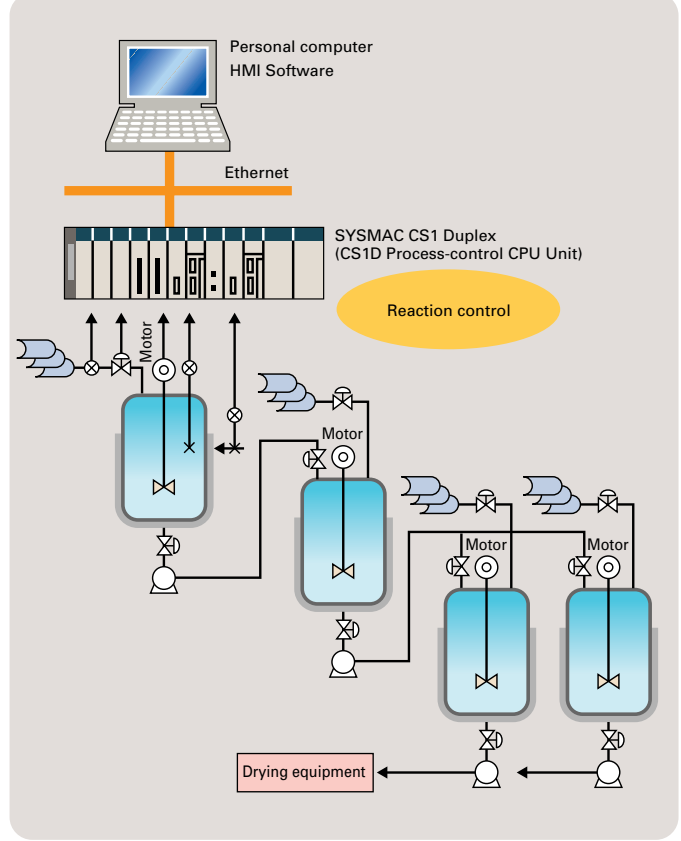 Personal computer
HMI Software
Ethernet
SYSMAC CS1 Duplex
(CS1D Process-control CPU Unit)
Reaction control
Motor
Motor
Motor
Motor
Drying equipment